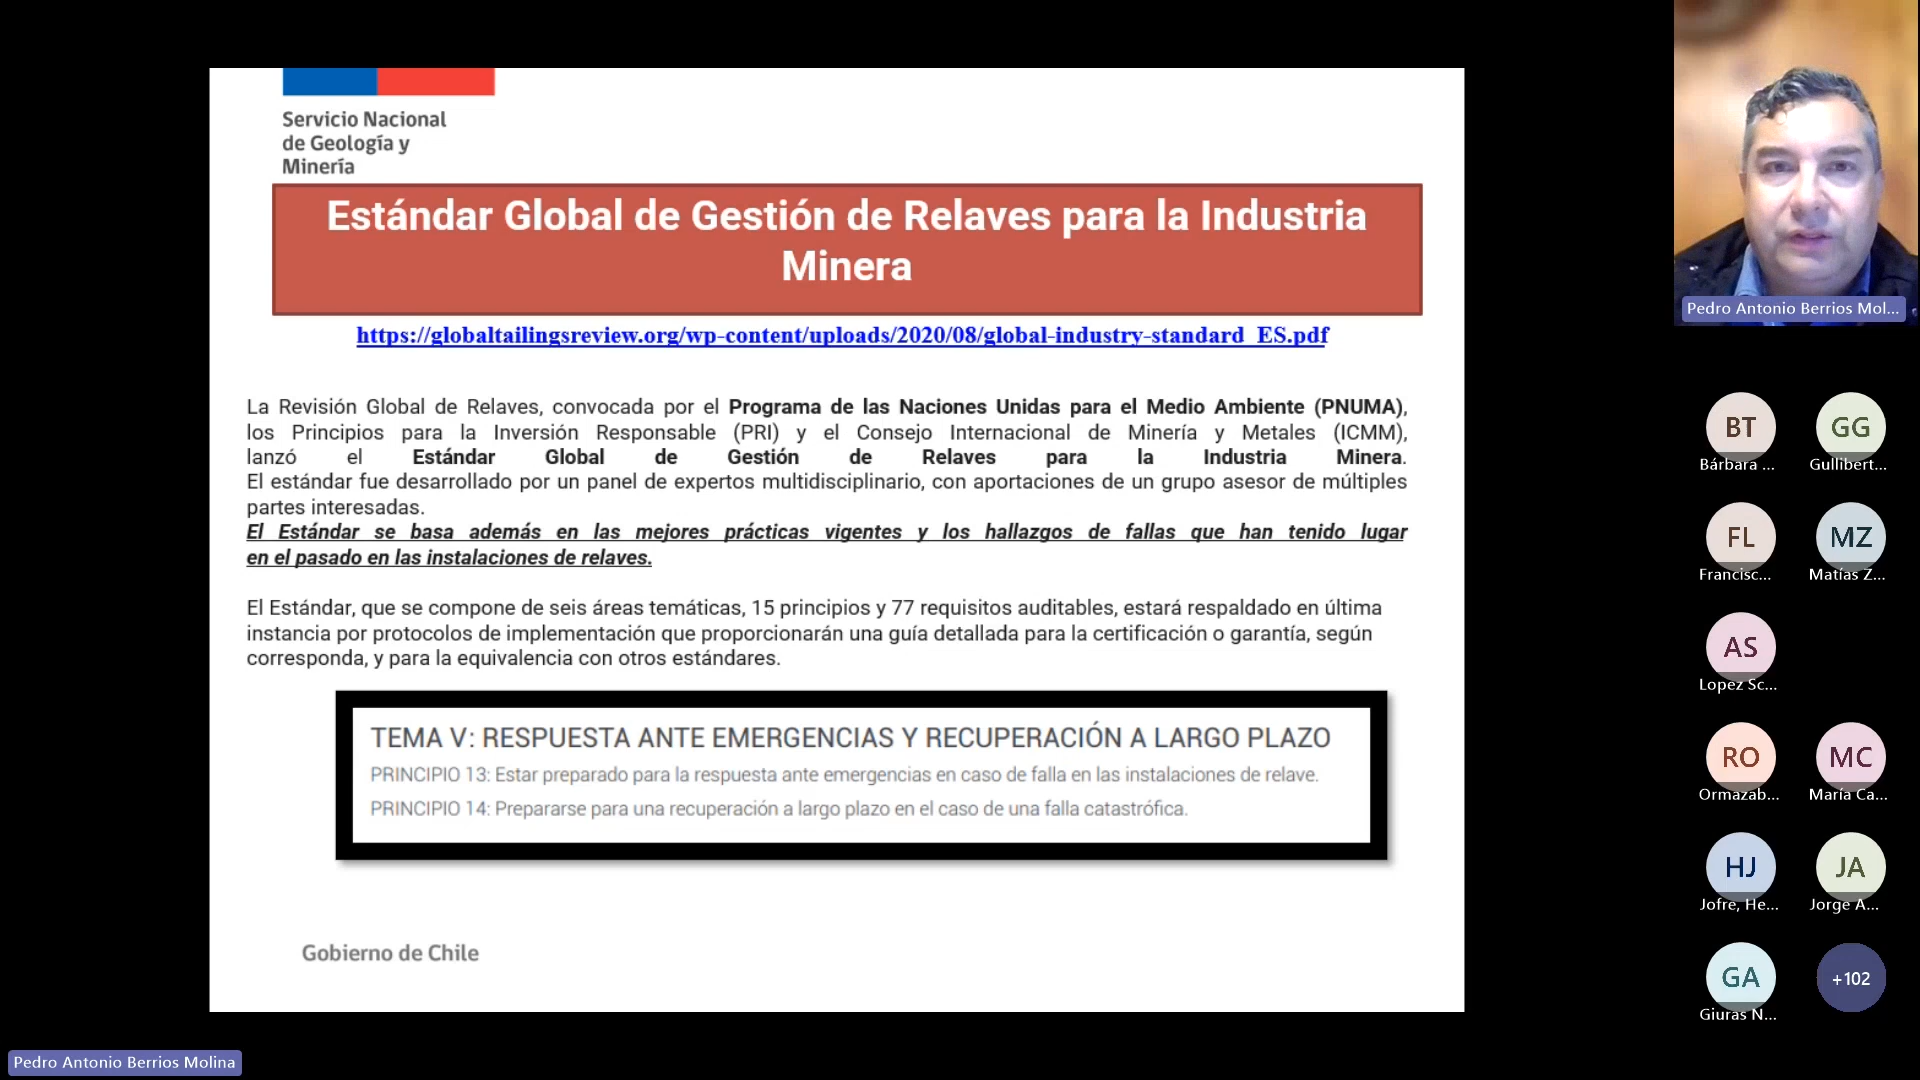 Servicio Nacional
de Geología y
Minería
Estándar Global de Gestión de Relaves para la Industria
Minera
https://globaltailingsreview.org/wp-content/uploads/2020/08/global-industry-standard_ES.pdf
La Revisión Global de Relaves, convocada por el Programa de las Naciones Unidas para el Medio Ambiente (PNUMA),
los Principios para la Inversión Responsable (PRI) y el Consejo Internacional de Minería y Metales (ICMM),
lanzó el Estándar Global de Gestión de Relaves para la Industria Minera.
El estándar fue desarrollado por un panel de expertos multidisciplinario, con aportaciones de un grupo asesor de múltiples
partes interesadas.
El Estándar se basa además en las mejores prácticas vigentes y los hallazgos de fallas que han tenido lugar
en el pasado en las instalaciones de relaves.
El Estándar, que se compone de seis áreas temáticas, 15 principios y 77 requisitos auditables, estará respaldado en última
instancia por protocolos de implementación que proporcionarán una guía detallada para la certificación o garantía, según
corresponda, y para la equivalencia con otros estándares.
TEMA V: RESPUESTA ANTE EMERGENCIAS Y RECUPERACIÓN A LARGO PLAZO
PRINCIPIO 13: Estar preparado para la respuesta ante emergencias en caso de falla en las instalaciones de relave.
PRINCIPIO 14: Prepararse para una recuperación a largo plazo en el caso de una falla catastrófica.
Gobierno de Chile
Pedro Antonio Berrios Molina
Pedro Antonio Berrios Mol...
BT
Bárbara ...
GG
Gullibert...
FL
Francisc...
MZ
Matías Z...
AS
Lopez Sc...
RO
Ormazab...
MC
María Ca...
HJ
Jofre, He...
JA
Jorge A...
GA
Giuras N...
+102